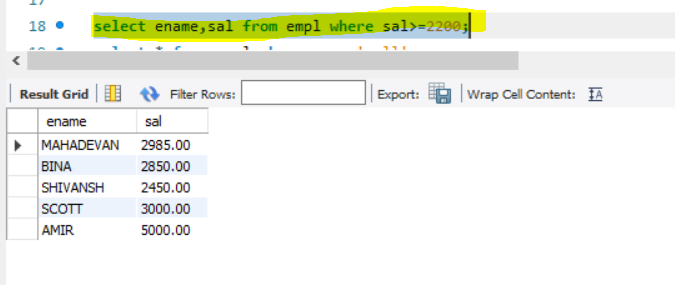 18 select ename,sal from empl where sal>=2200;
Result Grid Filter Rows: Export: Wrap Cell Content:
ename sal
MAHADEVAN 2985.00
BINA 2850.00
SHIVANSH 2450.00
SCOTT 3000.00
AMIR 5000.00